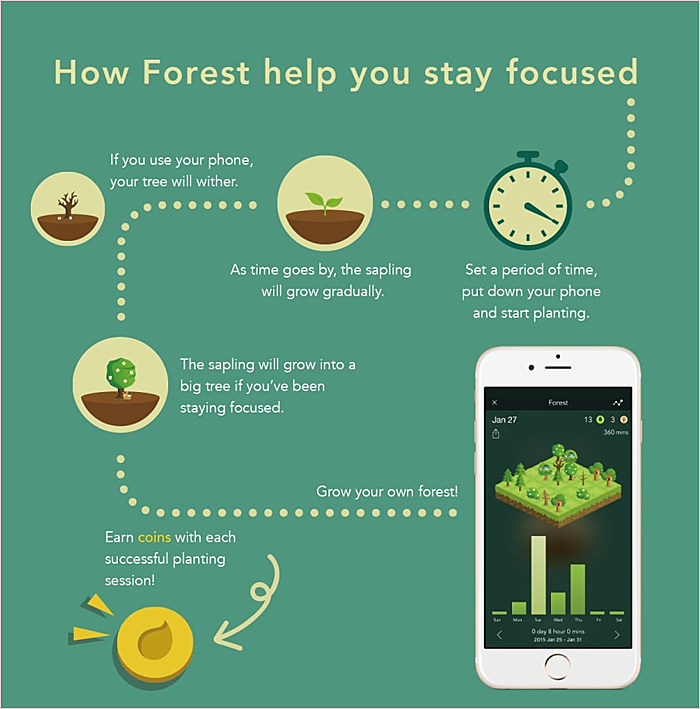 How Forest help you stay focused
If you use your phone,
your tree will wither.
As time goes by, the sapling
will grow gradually.
Set a period of time,
put down your phone
and start planting.
The sapling will grow into a
big tree if you've been
staying focused.
Grow your own forest!
Earn coins with each
successful planting
session!
× Forest
Jan 27 13 3
360 mins
Sun Mon Tue Wed Thu Fri Sat
0 day 8 hour 0 mins
2015 Jan 25 - Jan 31